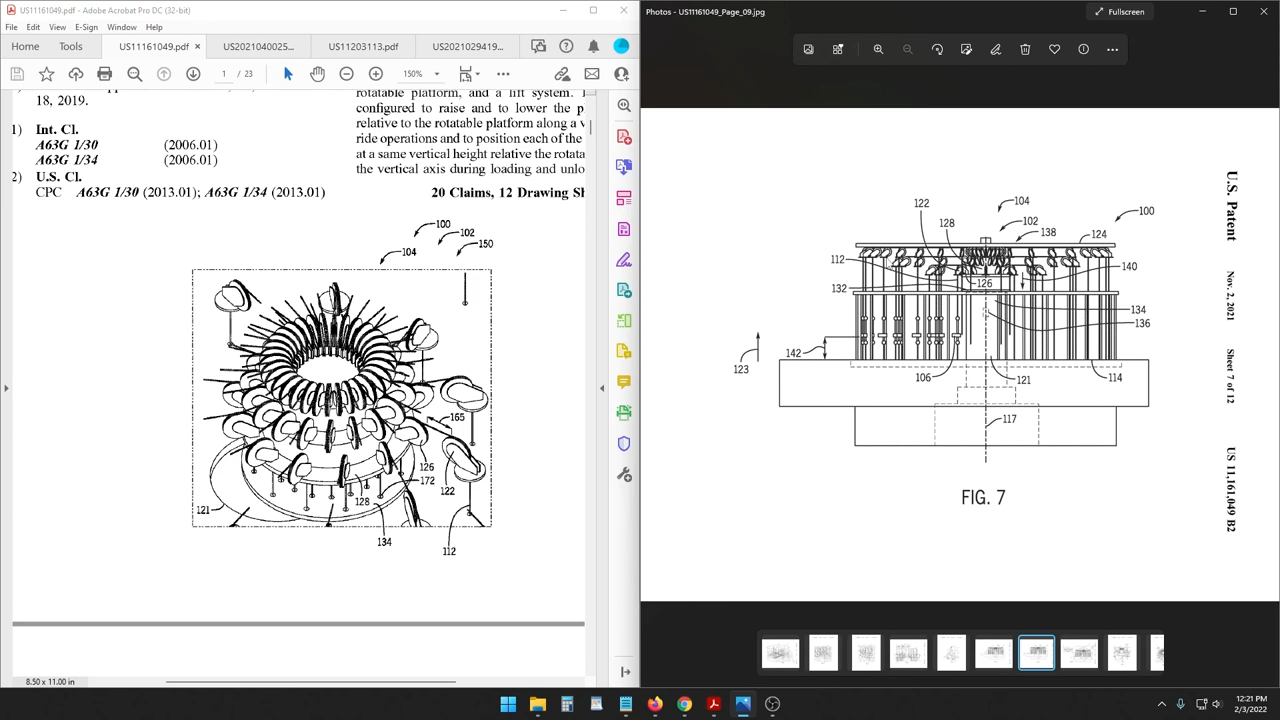 US11161049.pdf - Adobe Acrobat Pro DC (32-bit)
File Edit View E-Sign Window Help
Home Tools US11161049.pdf × US2021040025... US11203113.pdf US2021029419...
1 / 23 150%
18, 2019.
Int. Cl.
A63G 1/30 (2006.01)
A63G 1/34 (2006.01)
U.S. Cl.
CPC A63G 1/30 (2013.01); A63G 1/34 (2013.01)
rotatable platform, and a lift system.
configured to raise and to lower the p
relative to the rotatable platform along a v
ride operations and to position each of the
at a same vertical height relative the rotata
the vertical axis during loading and unlo
20 Claims, 12 Drawing Sh
100
102
150
104
165
126
172
122
128
121
134
112
8.50 x 11.00 in
Photos - US11161049_Page_09.jpg
Fullscreen
U.S. Patent
Nov. 2, 2021
Sheet 7 of 12
US 11,161,049 B2
122
104
128
102
100
138
124
112
140
126
132
134
136
142
123
106
121
114
117
FIG. 7
12:21 PM
2/3/2022